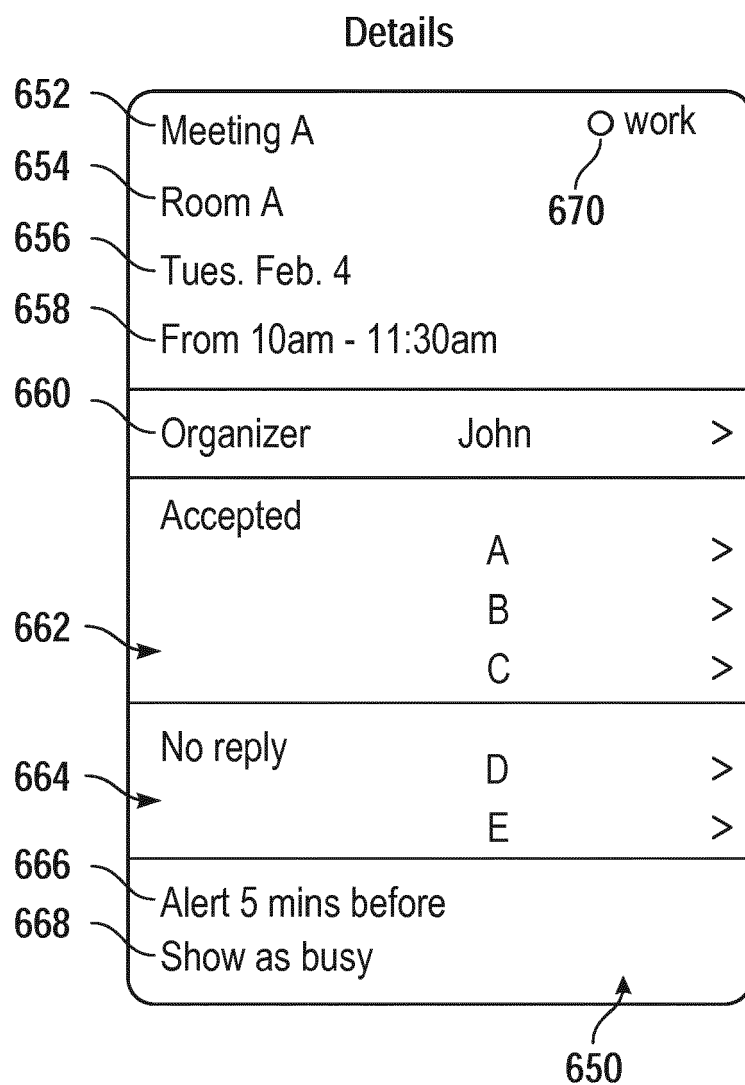 Details
652
Meeting A
work
654
Room A
670
656
Tues. Feb. 4
658
From 10am - 11:30am
660
Organizer John >
Accepted
A >
B >
662
C >
No reply
D >
664
E >
666
Alert 5 mins before
668
Show as busy
650